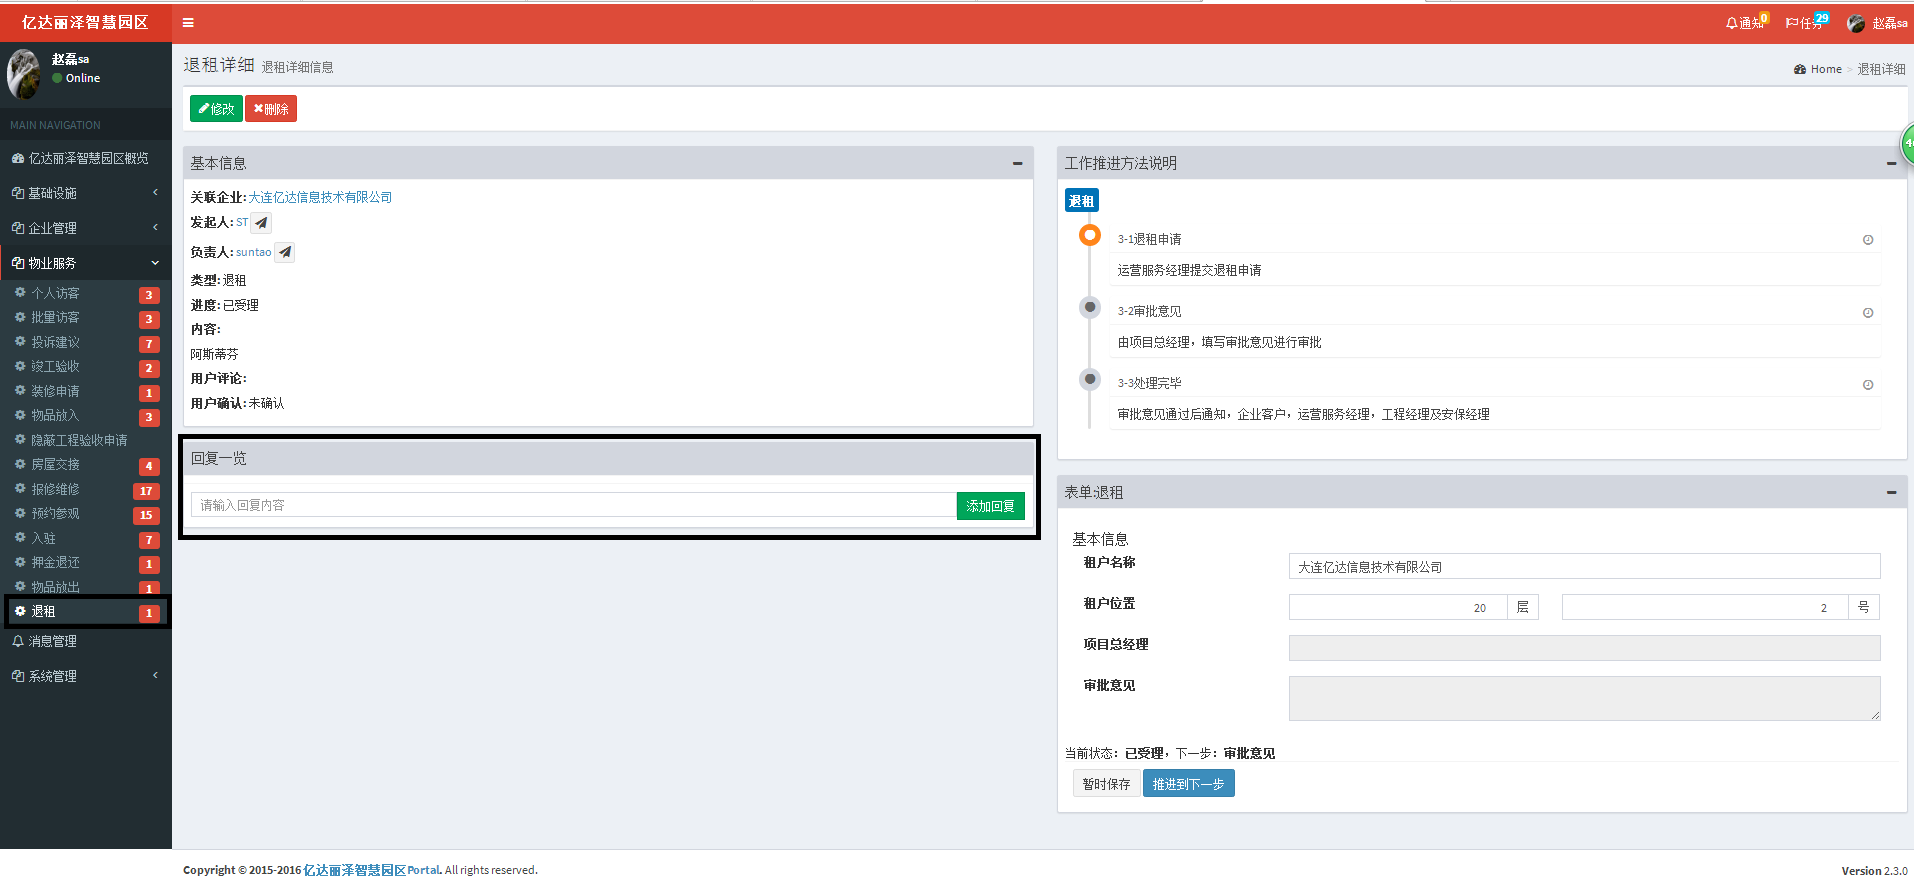 亿达丽泽智慧园区
通知 0
任务 29
赵磊sa
赵磊sa
Online
MAIN NAVIGATION
亿达丽泽智慧园区概览
基础设施
企业管理
物业服务
个人访客 3
批量访客 3
投诉建议 7
竣工验收 2
装修申请 1
物品放入 3
隐蔽工程验收申请
房屋交接 4
报修维修 17
预约参观 15
入驻 7
押金退还 1
物品放出 1
退租 1
消息管理
系统管理
退租详细 退租详细信息
Home > 退租详细
修改 删除
基本信息
关联企业: 大连亿达信息技术有限公司
发起人: ST
负责人: suntao
类型: 退租
进度: 已受理
内容:
阿斯蒂芬
用户评论:
用户确认: 未确认
回复一览
请输入回复内容 添加回复
工作推进方法说明
退租
3-1退租申请
运营服务经理提交退租申请
3-2审批意见
由项目总经理，填写审批意见进行审批
3-3处理完毕
审批意见通过后通知，企业客户，运营服务经理，工程经理及安保经理
表单:退租
基本信息
租户名称 大连亿达信息技术有限公司
租户位置 20 层 2 号
项目总经理
审批意见
当前状态：已受理，下一步：审批意见
暂时保存 推进到下一步
Copyright © 2015-2016 亿达丽泽智慧园区Portal. All rights reserved.
Version 2.3.0